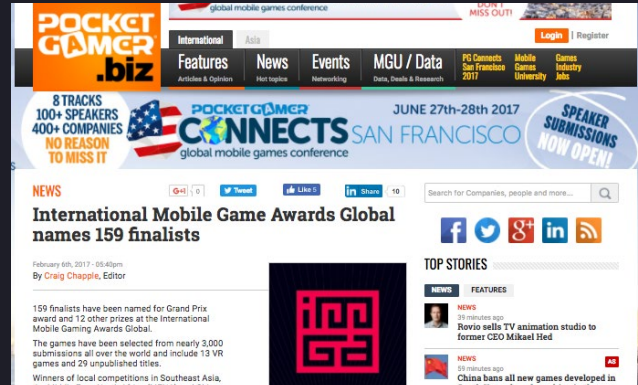 global mobile games conference
DON'T
MISS OUT!
POCKET
GAMER
.biz
International
Asia
Login | Register
Features
Articles & Opinion
News
Hot topics
Events
Networking
MGU / Data
Data, Deals & Research
PG Connects
San Francisco
2017
Mobile
Games
University
Games
Industry
Jobs
8 TRACKS
100+ SPEAKERS
400+ COMPANIES
NO REASON
TO MISS IT
POCKETGAMER
CONNECTS
global mobile games conference
JUNE 27th-28th 2017
SAN FRANCISCO
SPEAKER
SUBMISSIONS
NOW OPEN!
S
NEWS
G+1 0
Tweet
Like 5
in Share 10
Search for Companies, people and more...
International Mobile Game Awards Global
names 159 finalists
f
g+
in
February 6th, 2017 - 05:40pm
By Craig Chapple, Editor
TOP STORIES
NEWS
FEATURES
159 finalists have been named for Grand Prix
award and 12 other prizes at the International
Mobile Gaming Awards Global.
The games have been selected from nearly 3,000
submissions all over the world and include 13 VR
games and 29 unpublished titles.
Winners of local competitions in Southeast Asia,
imga
NEWS
39 minutes ago
Rovio sells TV animation studio to
former CEO Mikael Hed
NEWS
AS
59 minutes ago
China bans all new games developed in